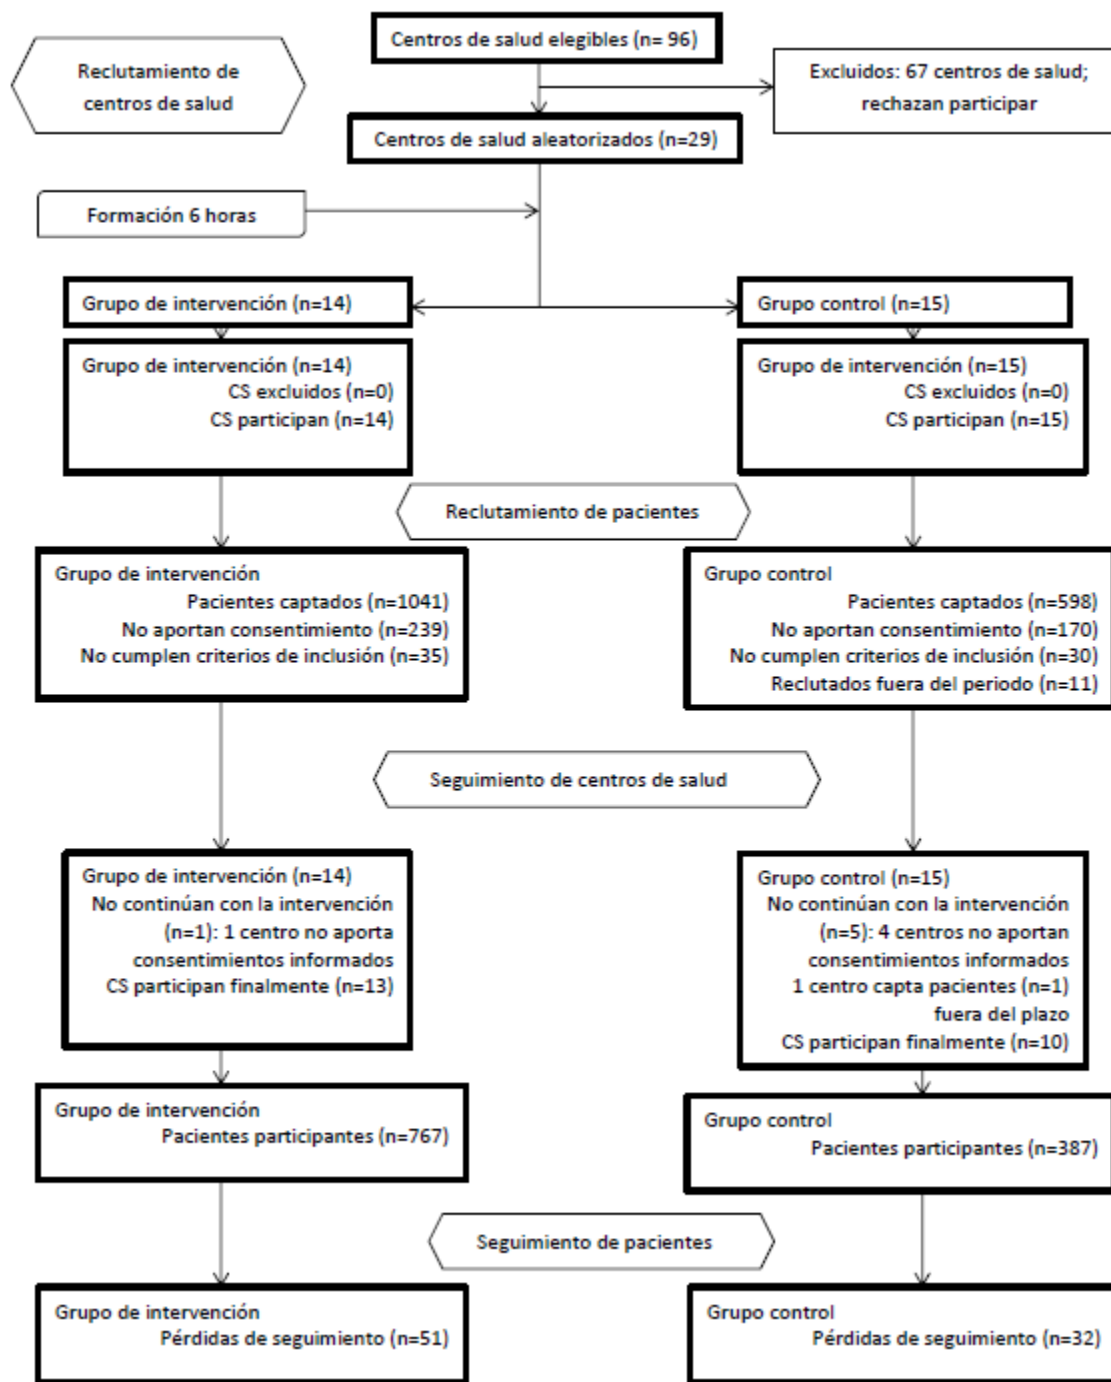 Centros de salud elegibles (n= 96)
Reclutamiento de
centros de salud
Excluidos: 67 centros de salud;
rechazan participar
Centros de salud aleatorizados (n=29)
Formación 6 horas
Grupo de intervención (n=14)
Grupo control (n=15)
Grupo de intervención (n=14)
CS excluidos (n=0)
CS participan (n=14)
Grupo de intervención (n=15)
CS excluidos (n=0)
CS participan (n=15)
Reclutamiento de pacientes
Grupo de intervención
Pacientes captados (n=1041)
No aportan consentimiento (n=239)
No cumplen criterios de inclusión (n=35)
Grupo control
Pacientes captados (n=598)
No aportan consentimiento (n=170)
No cumplen criterios de inclusión (n=30)
Reclutados fuera del periodo (n=11)
Seguimiento de centros de salud
Grupo de intervención (n=14)
No continúan con la intervención
(n=1): 1 centro no aporta
consentimientos informados
CS participan finalmente (n=13)
Grupo control (n=15)
No continúan con la intervención
(n=5): 4 centros no aportan
consentimientos informados
1 centro capta pacientes (n=1)
fuera del plazo
CS participan finalmente (n=10)
Grupo de intervención
Pacientes participantes (n=767)
Grupo control
Pacientes participantes (n=387)
Seguimiento de pacientes
Grupo de intervención
Pérdidas de seguimiento (n=51)
Grupo control
Pérdidas de seguimiento (n=32)